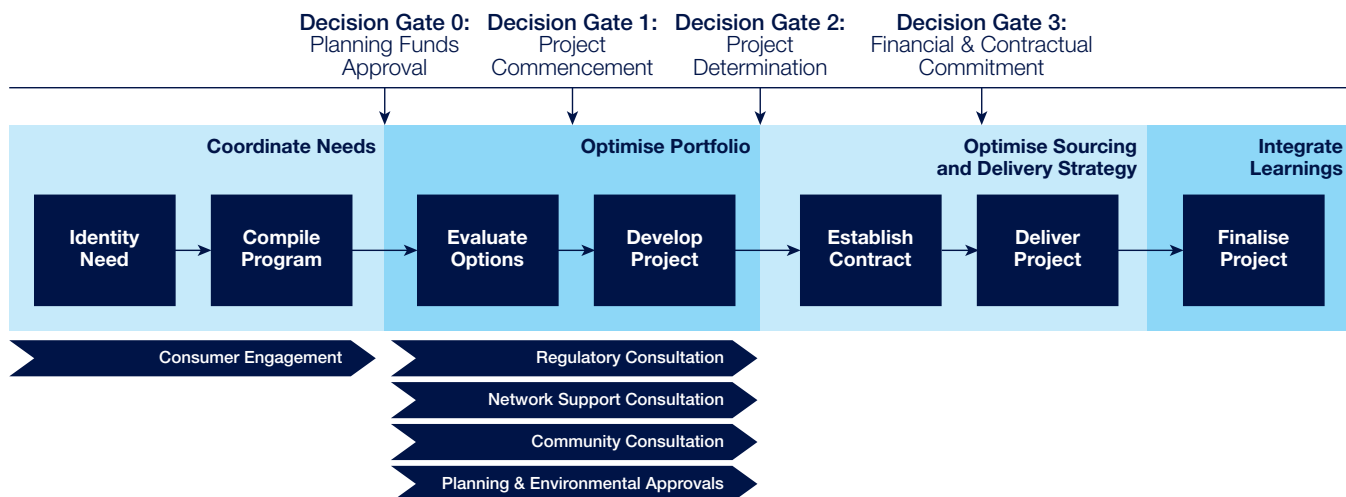 Decision Gate 0:
Planning Funds
Approval
Decision Gate 1:
Project
Commencement
Decision Gate 2:
Project
Determination
Decision Gate 3:
Financial & Contractual
Commitment
Coordinate Needs
Optimise Portfolio
Optimise Sourcing
and Delivery Strategy
Integrate
Learnings
Identity
Need
Compile
Program
Evaluate
Options
Develop
Project
Establish
Contract
Deliver
Project
Finalise
Project
Consumer Engagement
Regulatory Consultation
Network Support Consultation
Community Consultation
Planning & Environmental Approvals